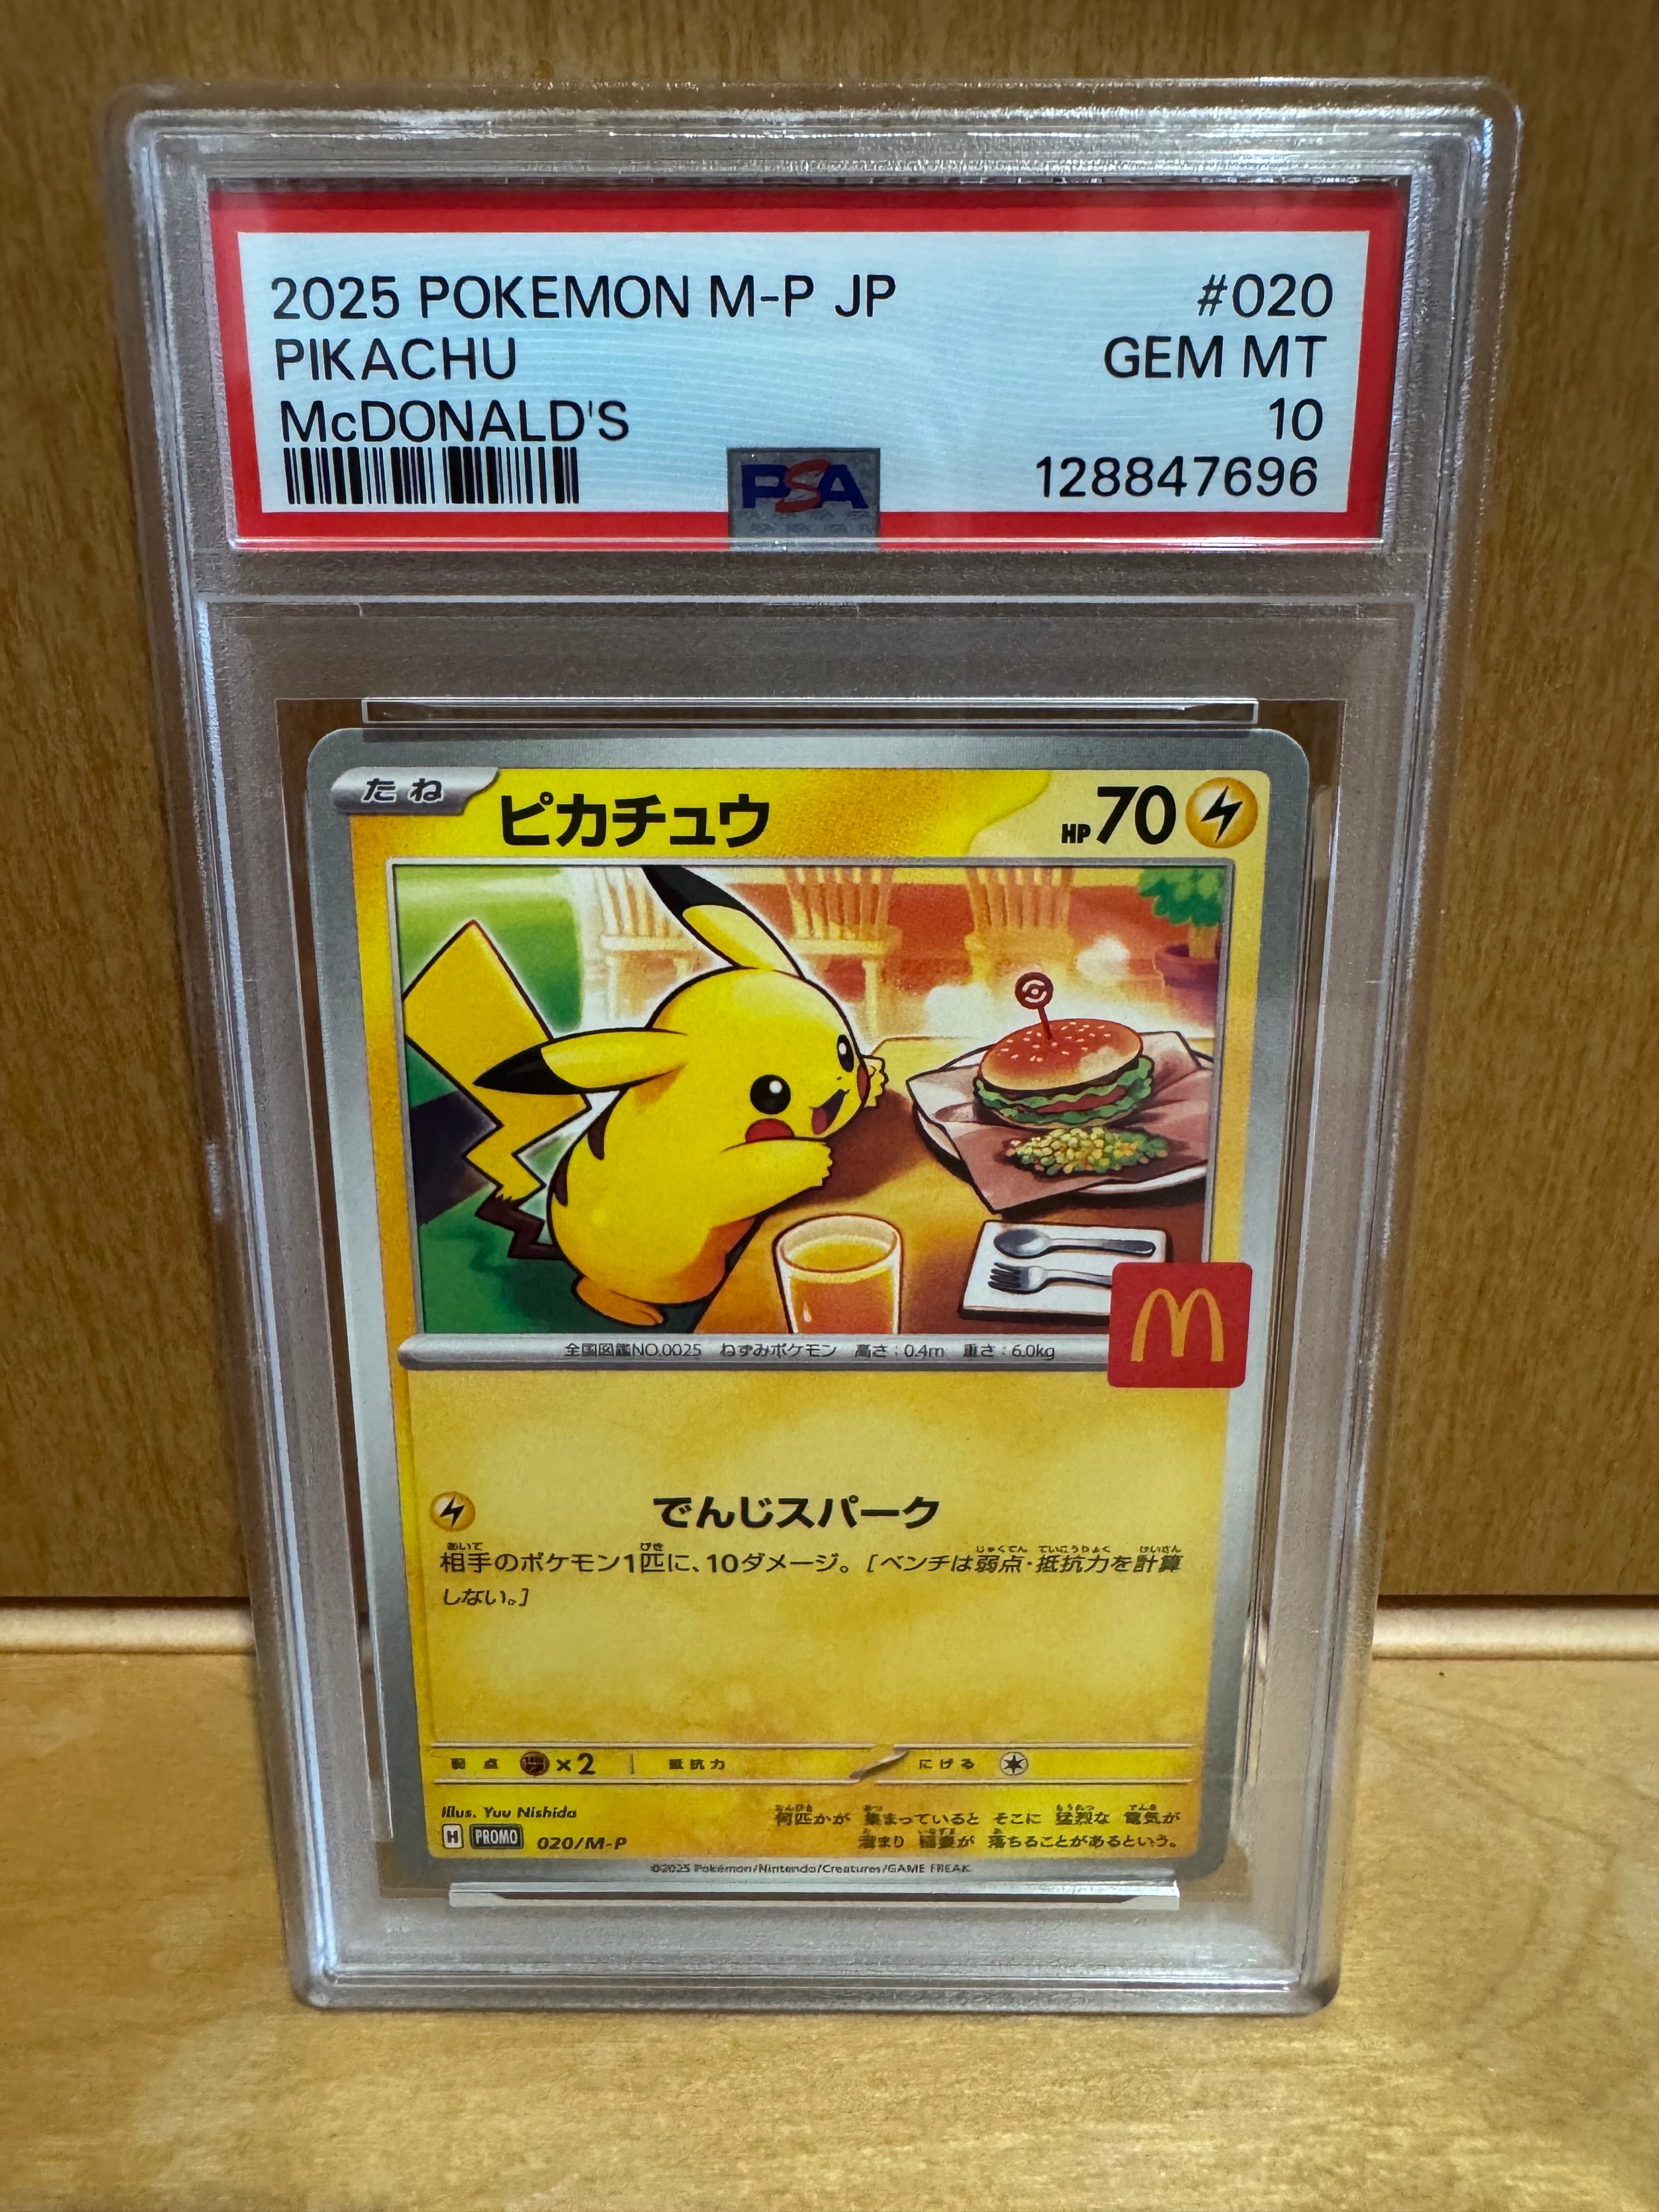 2025 POKEMON M-P JP #020
PIKACHU GEM MT
McDONALD'S 10
PSA 128847696
たね ピカチュウ HP70
全国図鑑NO.0025 ねずみポケモン 高さ:0.4m 重さ:6.0kg
M
でんじスパーク
相手のポケモン1匹に、10ダメージ。[ベンチは弱点・抵抗力を計算
しない。]
弱点 ×2 抵抗力 にげる
Illus. Yuu Nishida
何匹かが 集まっていると そこに 猛烈な 電気が
H PROMO 020/M-P
溜まり 稲妻が 落ちることがあるという。
©2025 Pokémon/Nintendo/Creatures/GAME FREAK